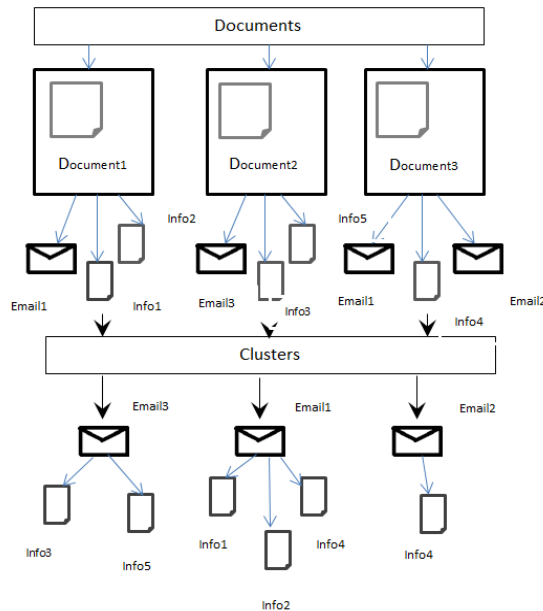 Documents
Document1
Document2
Document3
Info2
Info5
Email1
Info1
Email3
Info3
Email1
Info4
Email2
Clusters
Email3
Email1
Email2
Info3
Info5
Info1
Info4
Info4
Info2